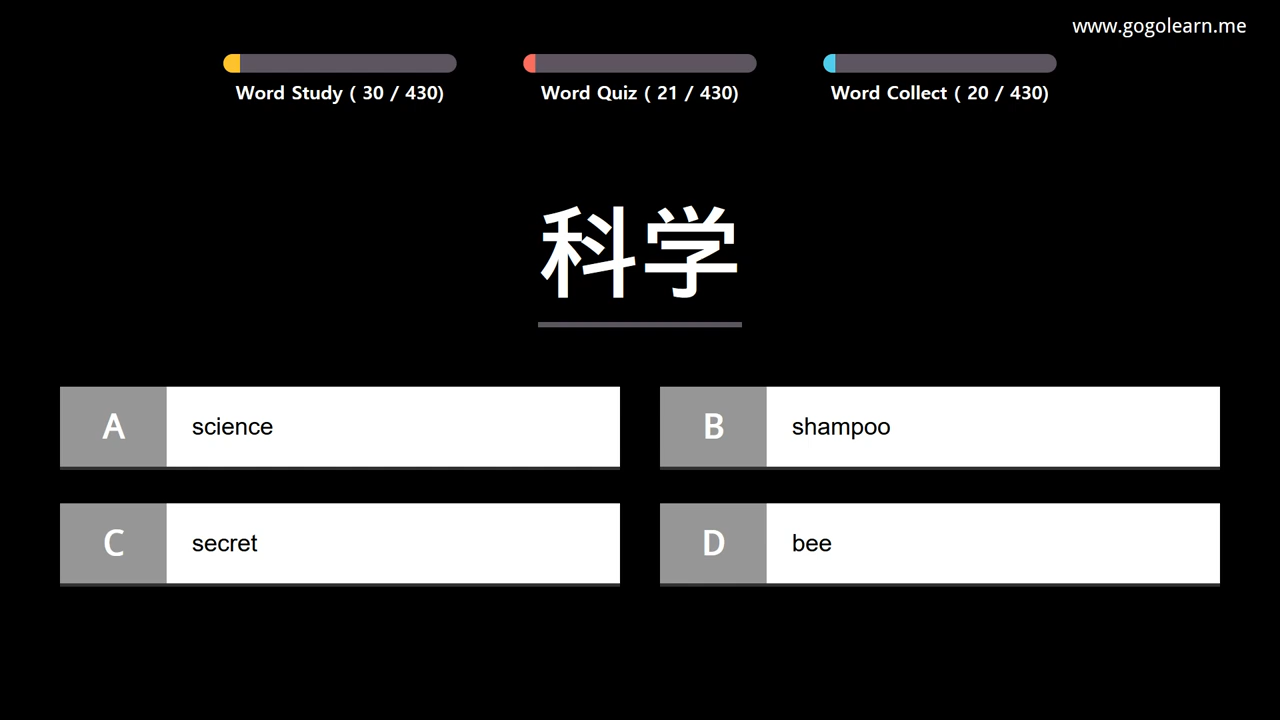 www.gogolearn.me
Word Study ( 30 / 430)
Word Quiz ( 21 / 430)
Word Collect ( 20 / 430)
科学
A science
B shampoo
C secret
D bee